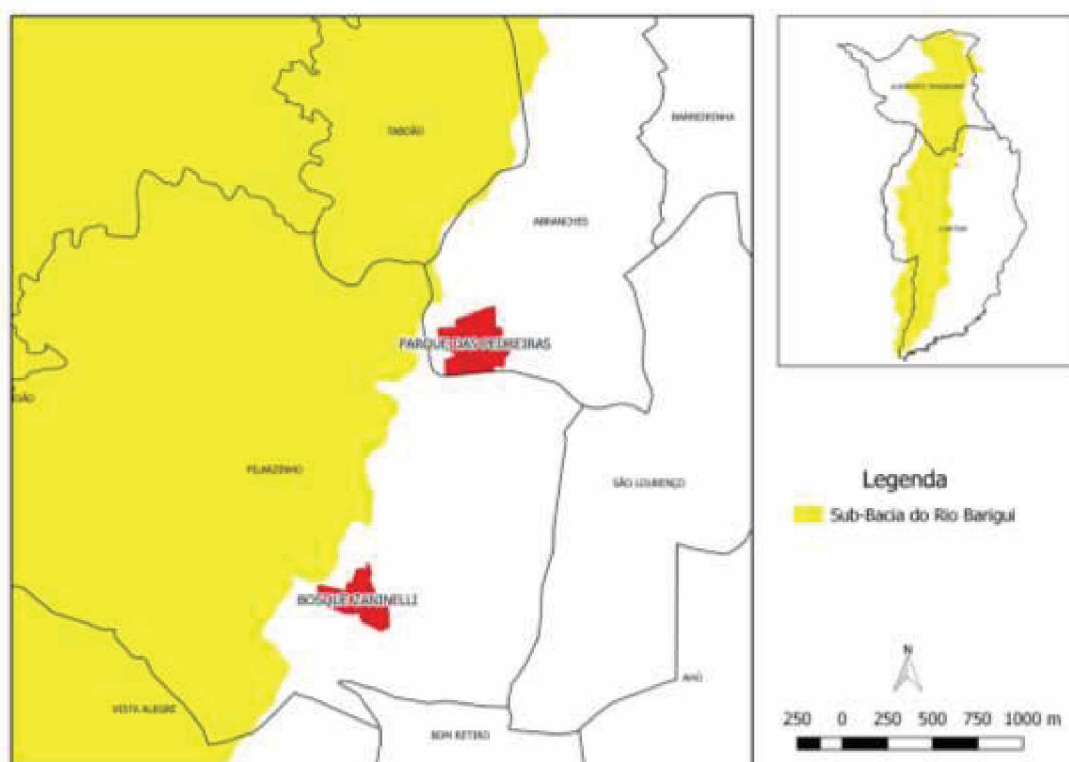 TABOÃO
BARREIRINHA
ABRANCHES
PARQUE DAS PEDREIRAS
PILARZINHO
SÃO LOURENÇO
BOSQUE ZANINELLI
VISTA ALEGRE
BOM RETIRO
AHÚ
Legenda
Sub-Bacia do Rio Barigui
N
250 0 250 500 750 1000 m